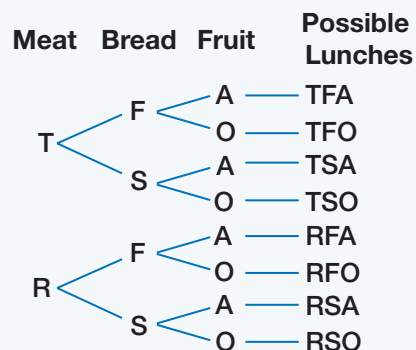 Meat Bread Fruit Possible Lunches
A TFA
F
O TFO
T
A TSA
S
O TSO
A RFA
F
O RFO
R
A RSA
S
O RSO